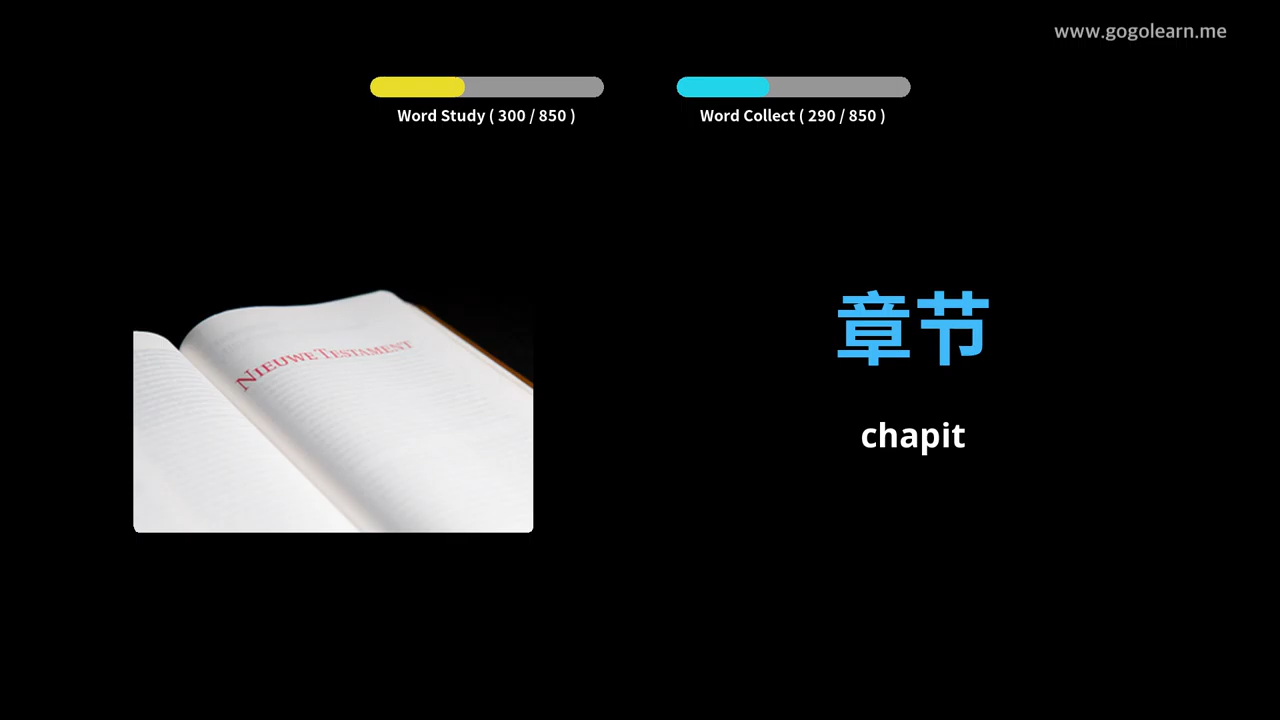 www.gogolearn.me
Word Study ( 300 / 850 )
Word Collect ( 290 / 850 )
NIEUWE TESTAMENT
章节
chapit